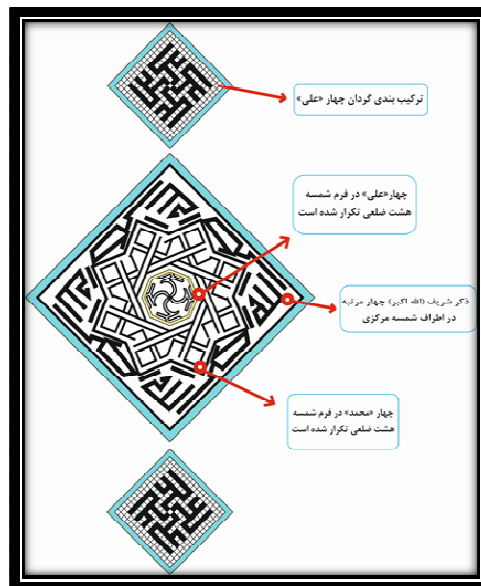 ترکیب بندی گردان چهار «علی»
چهار«علی» در فرم شمسه
هشت ضلعی تکرار شده است
ذکر شریف (الله اکبر) چهار مرتبه
در اطراف شمسه مرکزی
چهار «محمد» در فرم شمسه
هشت ضلعی تکرار شده است